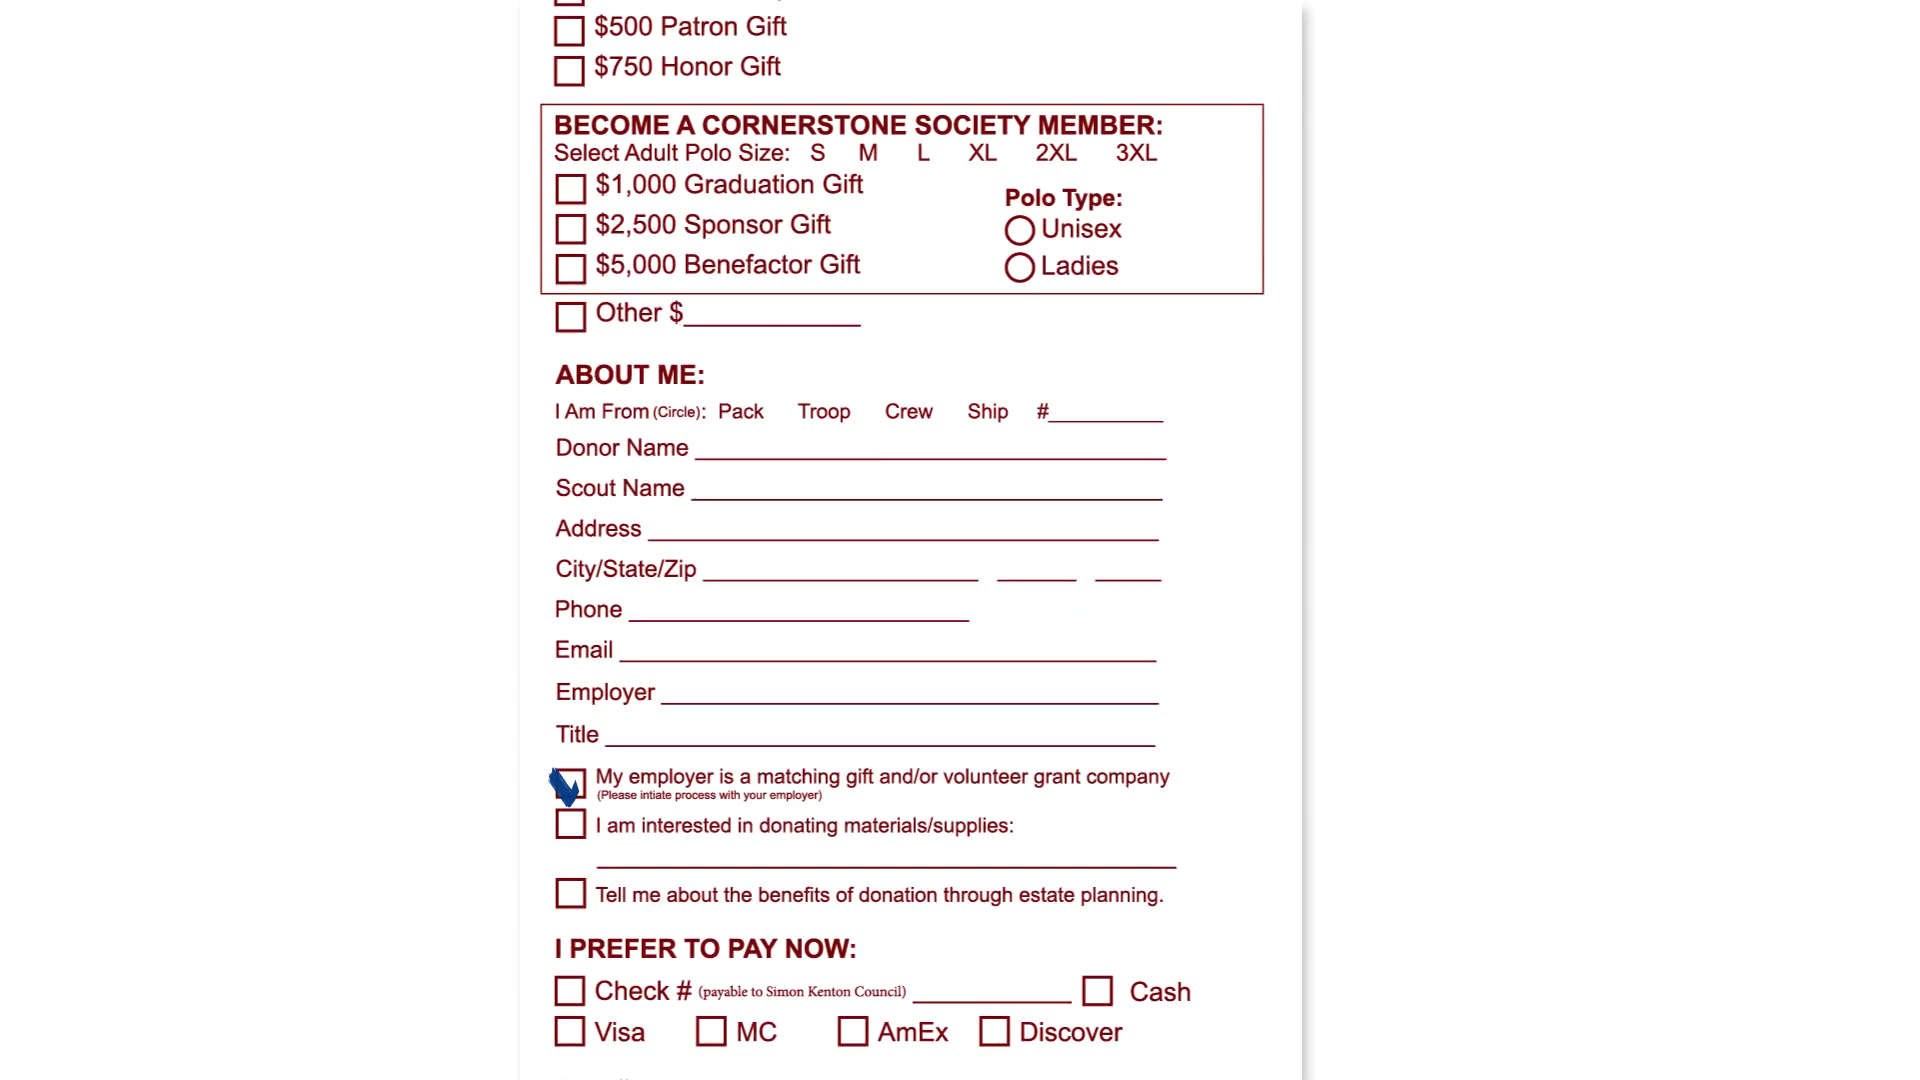 $500 Patron Gift
$750 Honor Gift
BECOME A CORNERSTONE SOCIETY MEMBER:
Select Adult Polo Size: S M L XL 2XL 3XL
$1,000 Graduation Gift
Polo Type:
$2,500 Sponsor Gift
Unisex
$5,000 Benefactor Gift
Ladies
Other $
ABOUT ME:
I Am From (Circle): Pack Troop Crew Ship #
Donor Name
Scout Name
Address
City/State/Zip
Phone
Email
Employer
Title
My employer is a matching gift and/or volunteer grant company
(Please intiate process with your employer)
I am interested in donating materials/supplies:
Tell me about the benefits of donation through estate planning.
I PREFER TO PAY NOW:
Check # (payable to Simon Kenton Council) Cash
Visa MC AmEx Discover